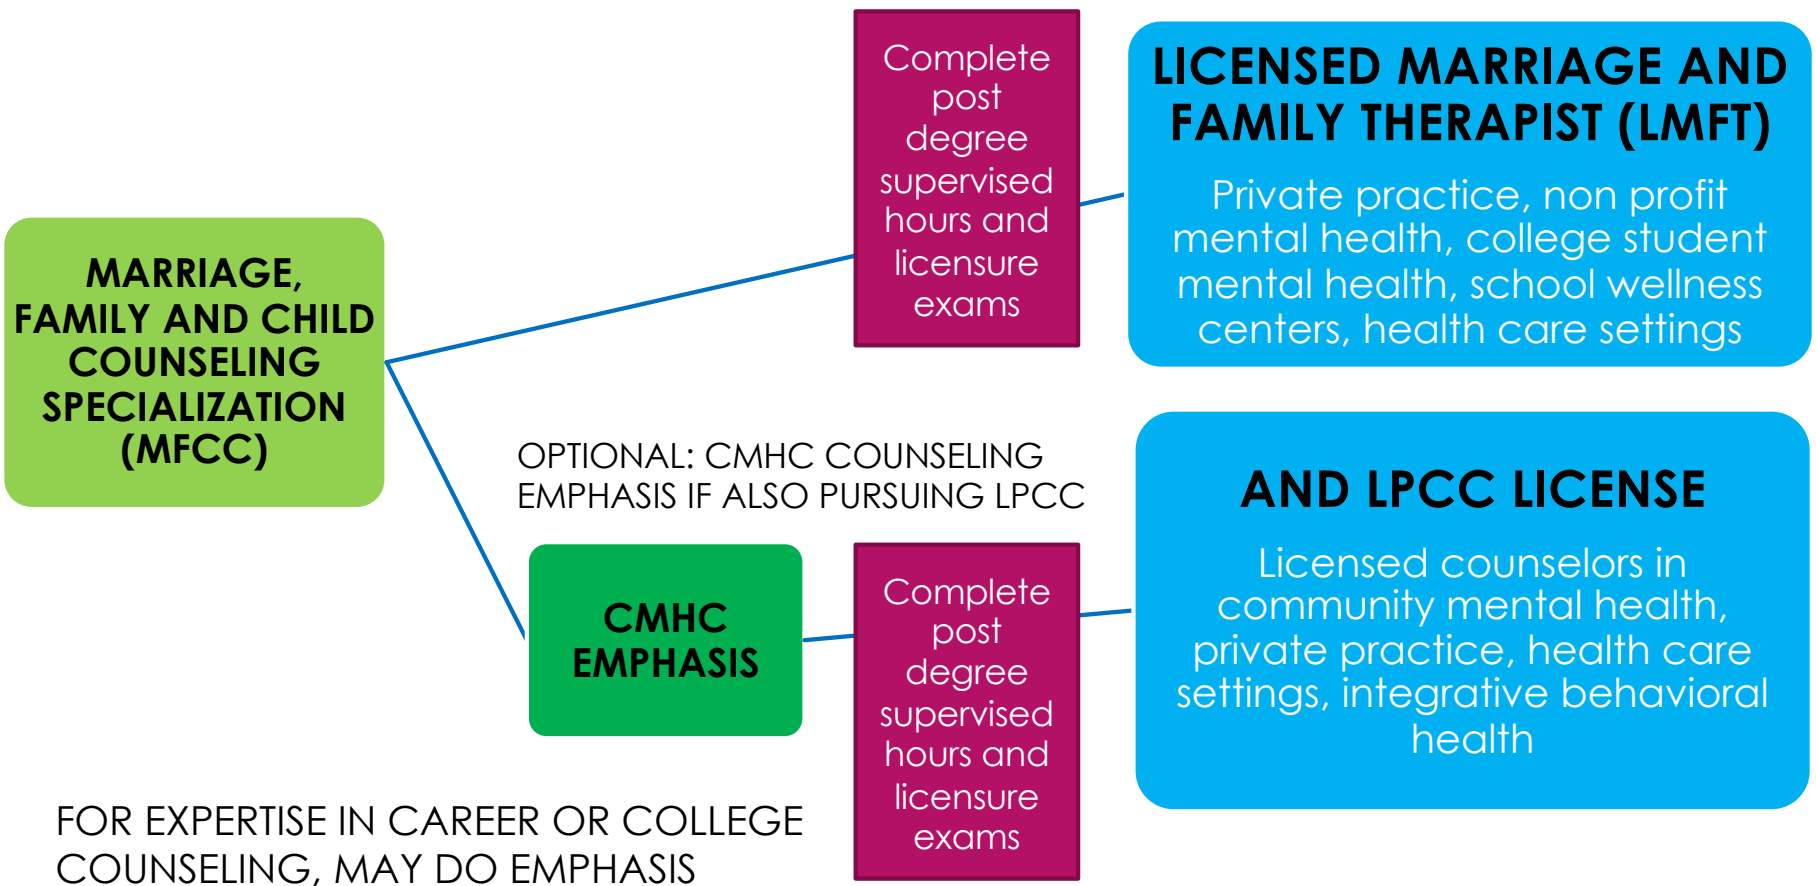 MARRIAGE,
FAMILY AND CHILD
COUNSELING
SPECIALIZATION
(MFCC)
Complete
post
degree
supervised
hours and
licensure
exams
LICENSED MARRIAGE AND
FAMILY THERAPIST (LMFT)
Private practice, non profit
mental health, college student
mental health, school wellness
centers, health care settings
OPTIONAL: CMHC COUNSELING
EMPHASIS IF ALSO PURSUING LPCC
CMHC
EMPHASIS
Complete
post
degree
supervised
hours and
licensure
exams
AND LPCC LICENSE
Licensed counselors in
community mental health,
private practice, health care
settings, integrative behavioral
health
FOR EXPERTISE IN CAREER OR COLLEGE
COUNSELING, MAY DO EMPHASIS